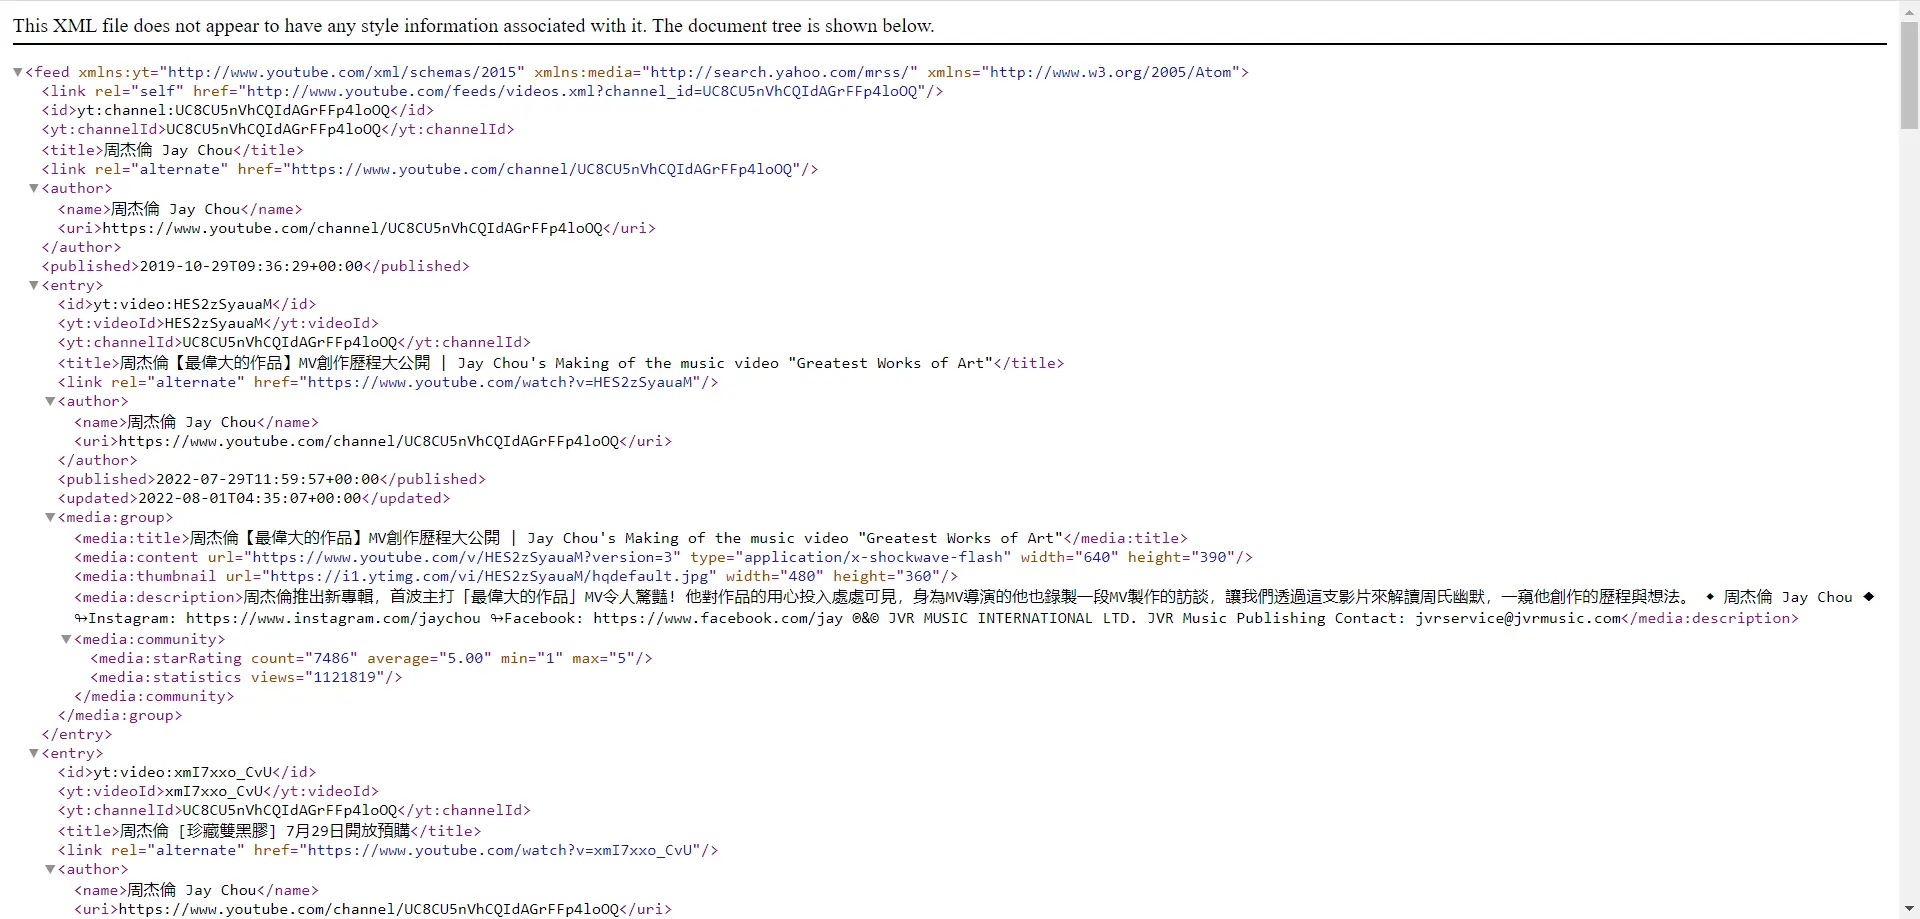 This XML file does not appear to have any style information associated with it. The document tree is shown below.
▼<feed xmlns:yt="http://www.youtube.com/xml/schemas/2015" xmlns:media="http://search.yahoo.com/mrss/" xmlns="http://www.w3.org/2005/Atom">
<link rel="self" href="http://www.youtube.com/feeds/videos.xml?channel_id=UC8CU5nVhCQIdAGrFFp4loOQ"/>
<id>yt:channel:UC8CU5nVhCQIdAGrFFp4loOQ</id>
<yt:channelId>UC8CU5nVhCQIdAGrFFp4loOQ</yt:channelId>
<title>周杰倫 Jay Chou</title>
<link rel="alternate" href="https://www.youtube.com/channel/UC8CU5nVhCQIdAGrFFp4loOQ"/>
▼<author>
<name>周杰倫 Jay Chou</name>
<uri>https://www.youtube.com/channel/UC8CU5nVhCQIdAGrFFp4loOQ</uri>
</author>
<published>2019-10-29T09:36:29+00:00</published>
▼<entry>
<id>yt:video:HES2zSyauaM</id>
<yt:videoId>HES2zSyauaM</yt:videoId>
<yt:channelId>UC8CU5nVhCQIdAGrFFp4loOQ</yt:channelId>
<title>周杰倫【最偉大的作品】MV創作歷程大公開 | Jay Chou's Making of the music video "Greatest Works of Art"</title>
<link rel="alternate" href="https://www.youtube.com/watch?v=HES2zSyauaM"/>
▼<author>
<name>周杰倫 Jay Chou</name>
<uri>https://www.youtube.com/channel/UC8CU5nVhCQIdAGrFFp4loOQ</uri>
</author>
<published>2022-07-29T11:59:57+00:00</published>
<updated>2022-08-01T04:35:07+00:00</updated>
▼<media:group>
<media:title>周杰倫【最偉大的作品】MV創作歷程大公開 | Jay Chou's Making of the music video "Greatest Works of Art"</media:title>
<media:content url="https://www.youtube.com/v/HES2zSyauaM?version=3" type="application/x-shockwave-flash" width="640" height="390"/>
<media:thumbnail url="https://i1.ytimg.com/vi/HES2zSyauaM/hqdefault.jpg" width="480" height="360"/>
<media:description>周杰倫推出新專輯，首波主打「最偉大的作品」MV令人驚豔！他對作品的用心投入處處可見，身為MV導演的他也錄製一段MV製作的訪談，讓我們透過這支影片來解讀周氏幽默，一窺他創作的歷程與想法。 ◆ 周杰倫 Jay Chou ◆
↬Instagram: https://www.instagram.com/jaychou ↬Facebook: https://www.facebook.com/jay ℗&© JVR MUSIC INTERNATIONAL LTD. JVR Music Publishing Contact: jvrservice@jvrmusic.com</media:description>
▼<media:community>
<media:starRating count="7486" average="5.00" min="1" max="5"/>
<media:statistics views="1121819"/>
</media:community>
</media:group>
</entry>
▼<entry>
<id>yt:video:xmI7xxo_CvU</id>
<yt:videoId>xmI7xxo_CvU</yt:videoId>
<yt:channelId>UC8CU5nVhCQIdAGrFFp4loOQ</yt:channelId>
<title>周杰倫 [珍藏雙黑膠] 7月29日開放預購</title>
<link rel="alternate" href="https://www.youtube.com/watch?v=xmI7xxo_CvU"/>
▼<author>
<name>周杰倫 Jay Chou</name>
<uri>https://www.youtube.com/channel/UC8CU5nVhCQIdAGrFFp4loOQ</uri>